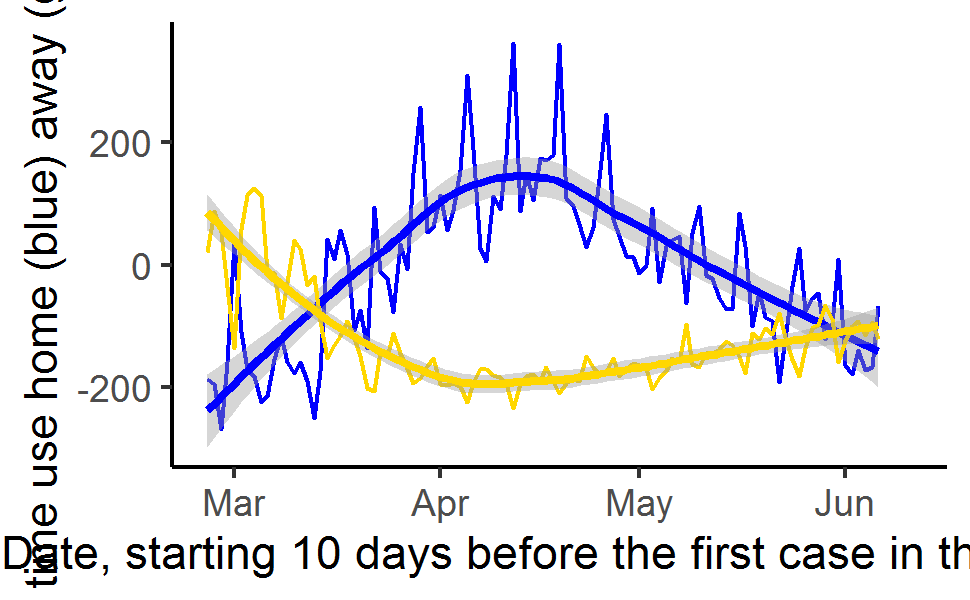 time use home (blue) away (
200
0
-200
Mar Apr May Jun
Date, starting 10 days before the first case in th